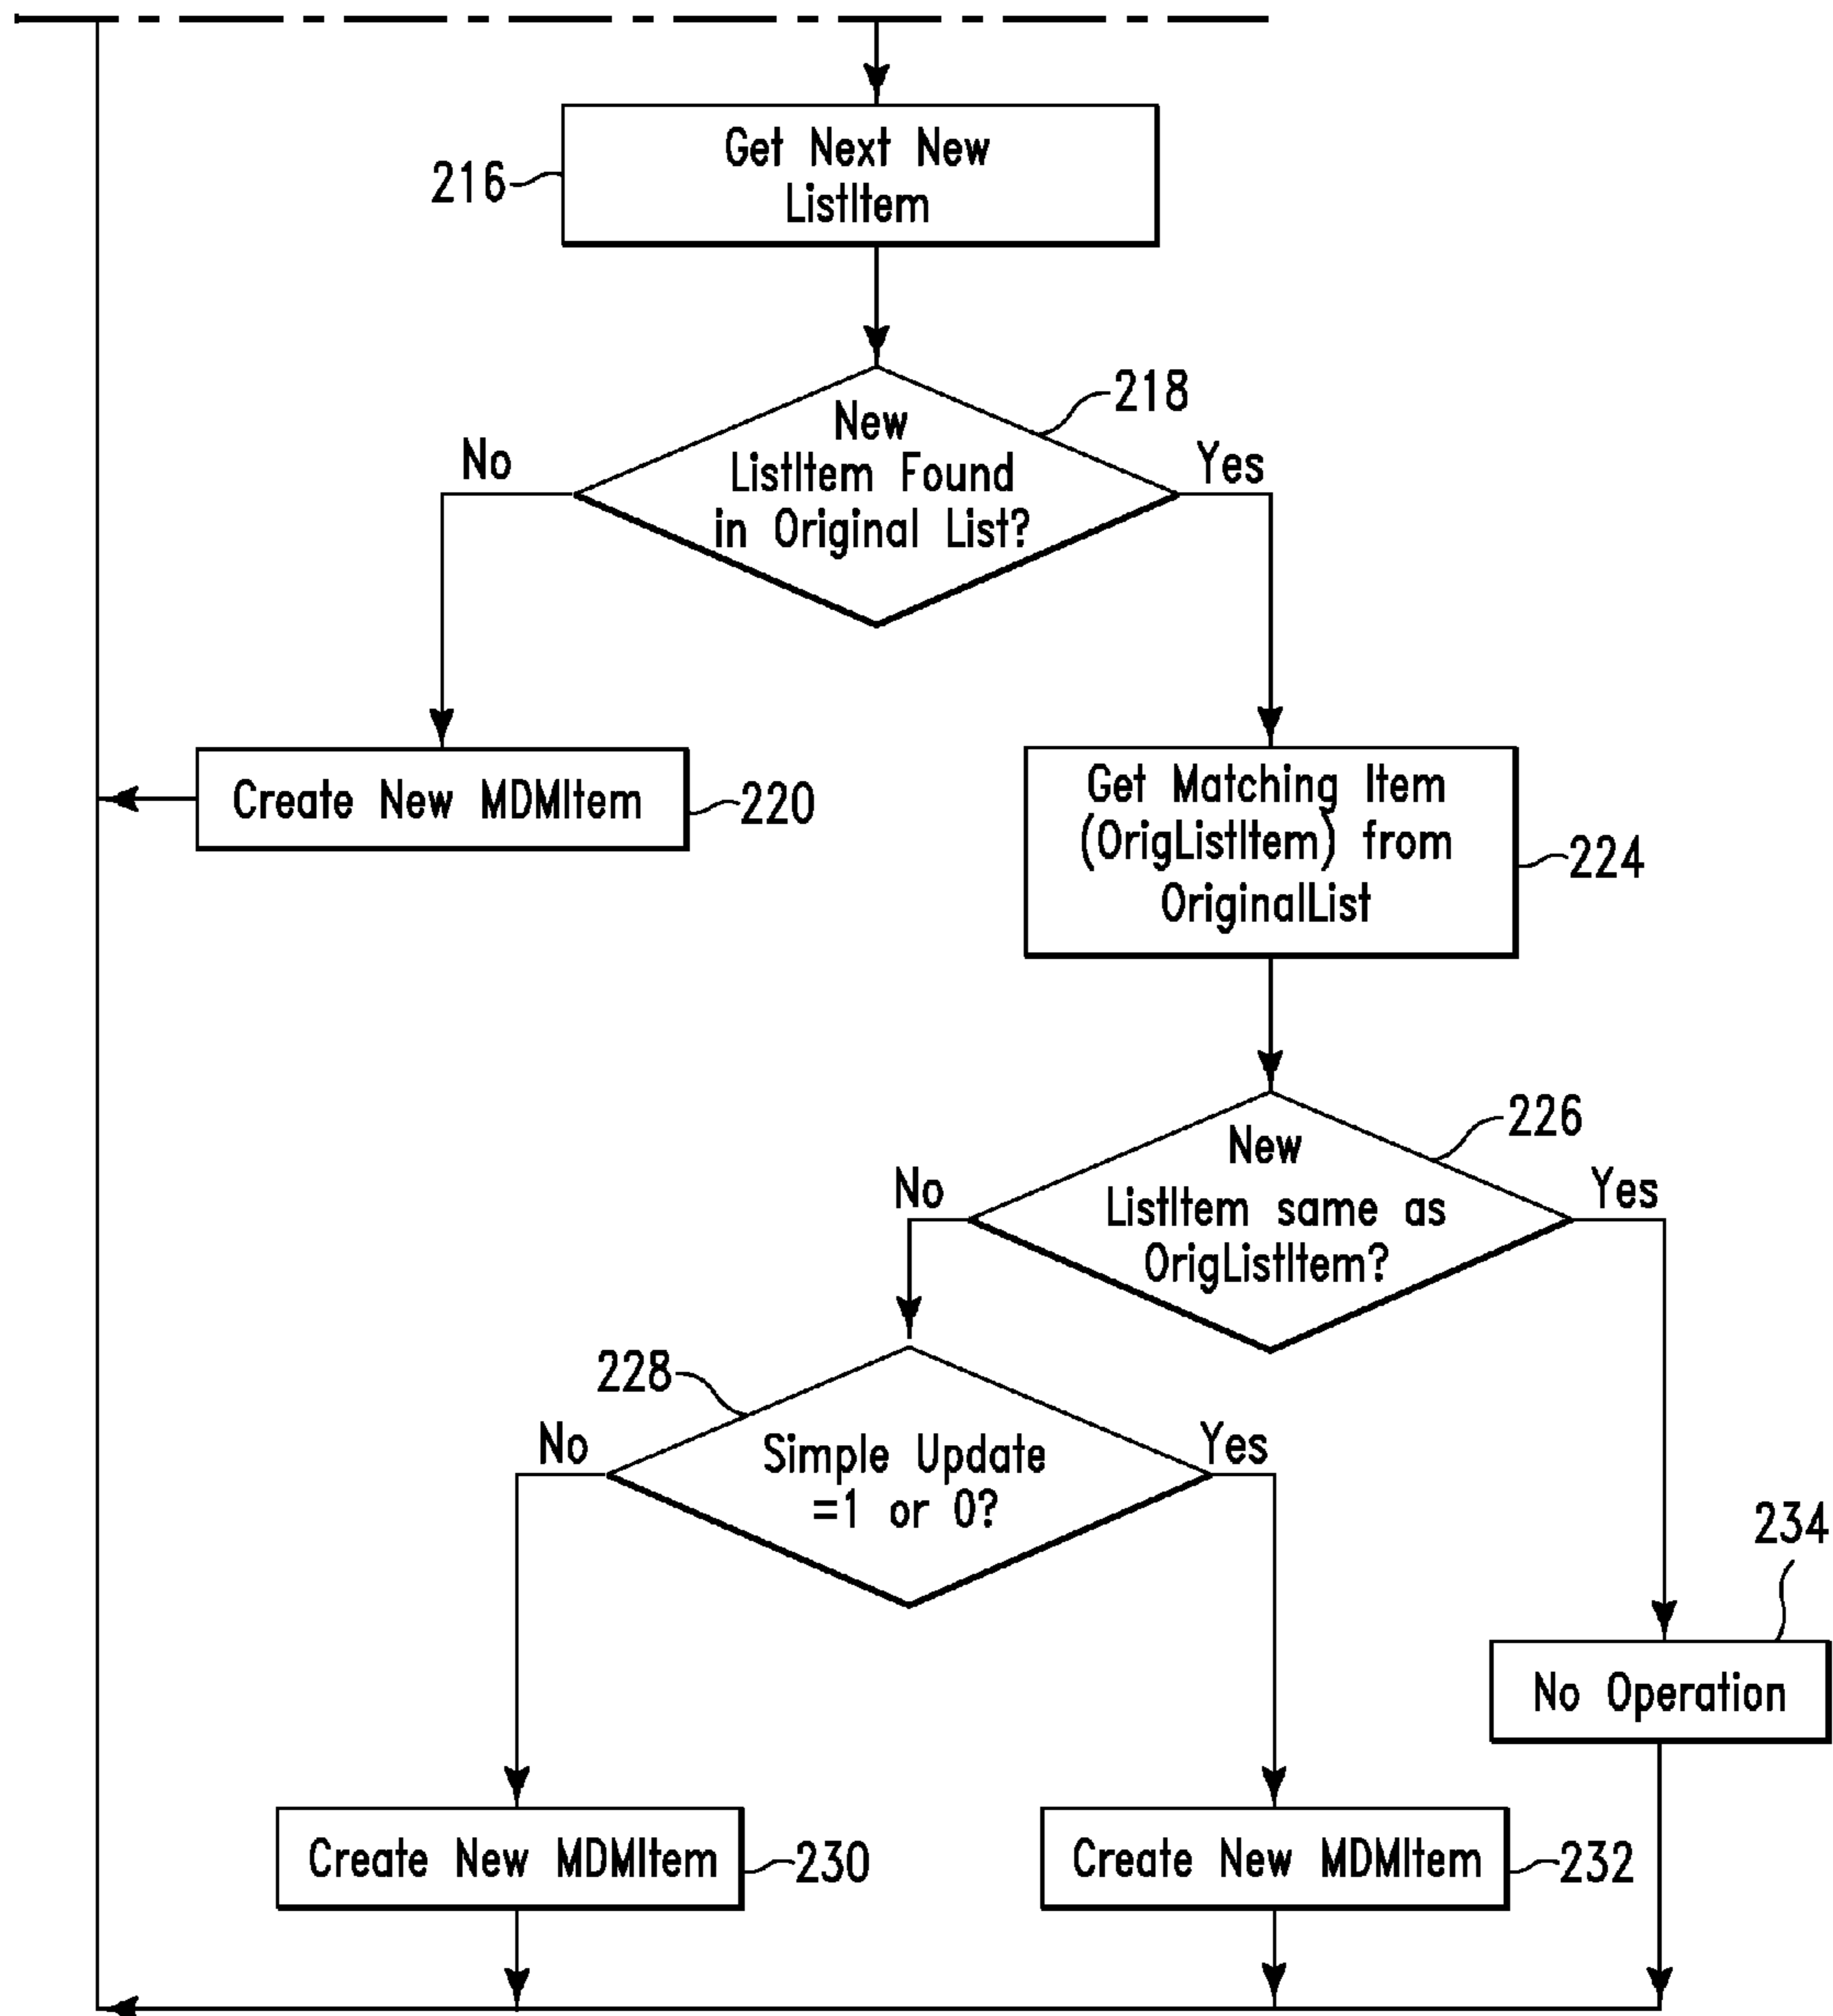 Get Next New
ListItem
216
218
New
ListItem Found
in Original List?
No
Yes
Create New MDMItem
220
Get Matching Item
(OrigListItem) from
OriginalList
224
226
New
ListItem same as
OrigListItem?
No
Yes
228
Simple Update
=1 or 0?
No
Yes
234
No Operation
Create New MDMItem
230
Create New MDMItem
232